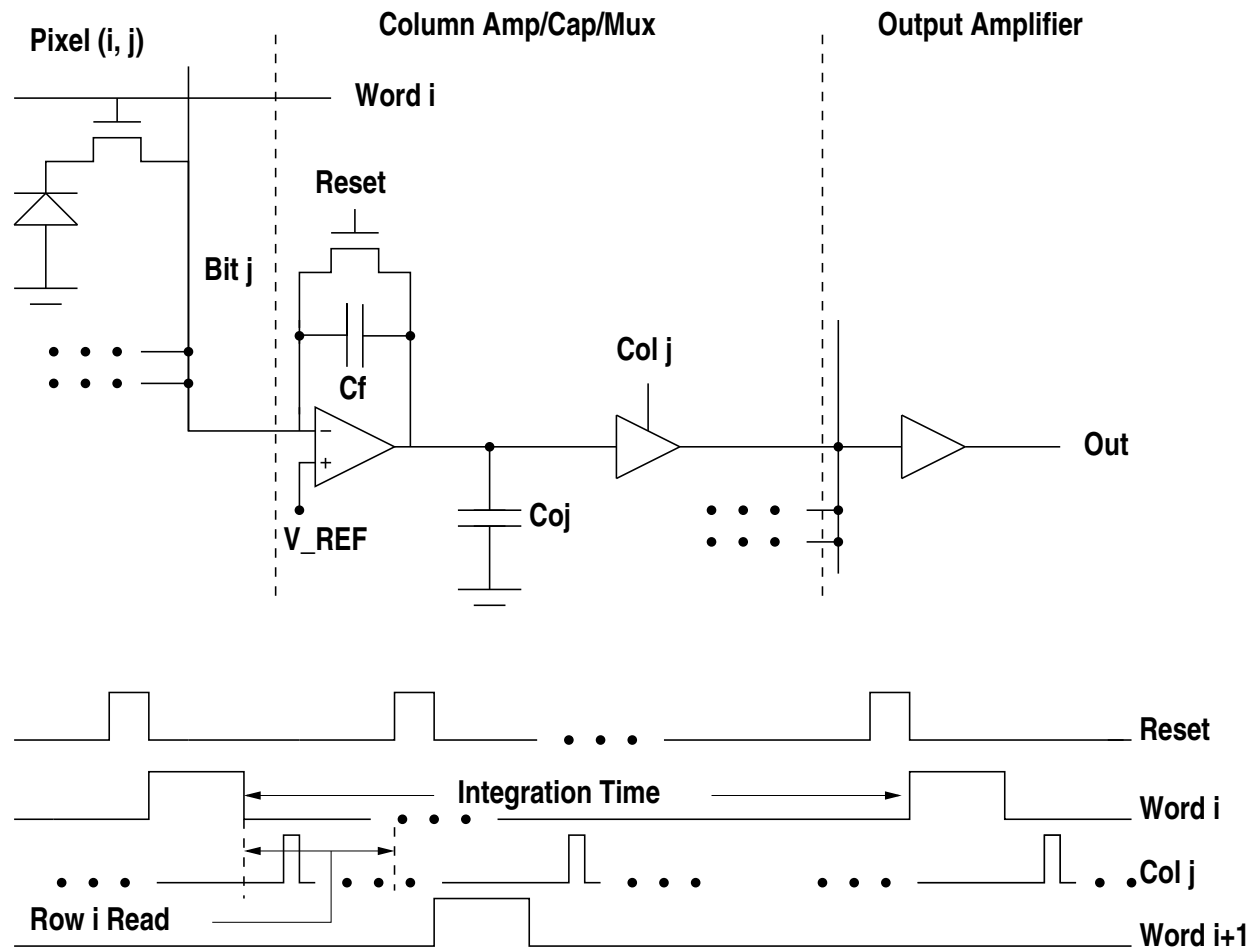 Pixel (i, j)
Column Amp/Cap/Mux
Output Amplifier
Word i
Reset
Bit j
Cf
Col j
−
+
Out
V_REF
Coj
Reset
Integration Time
Word i
Col j
Row i Read
Word i+1